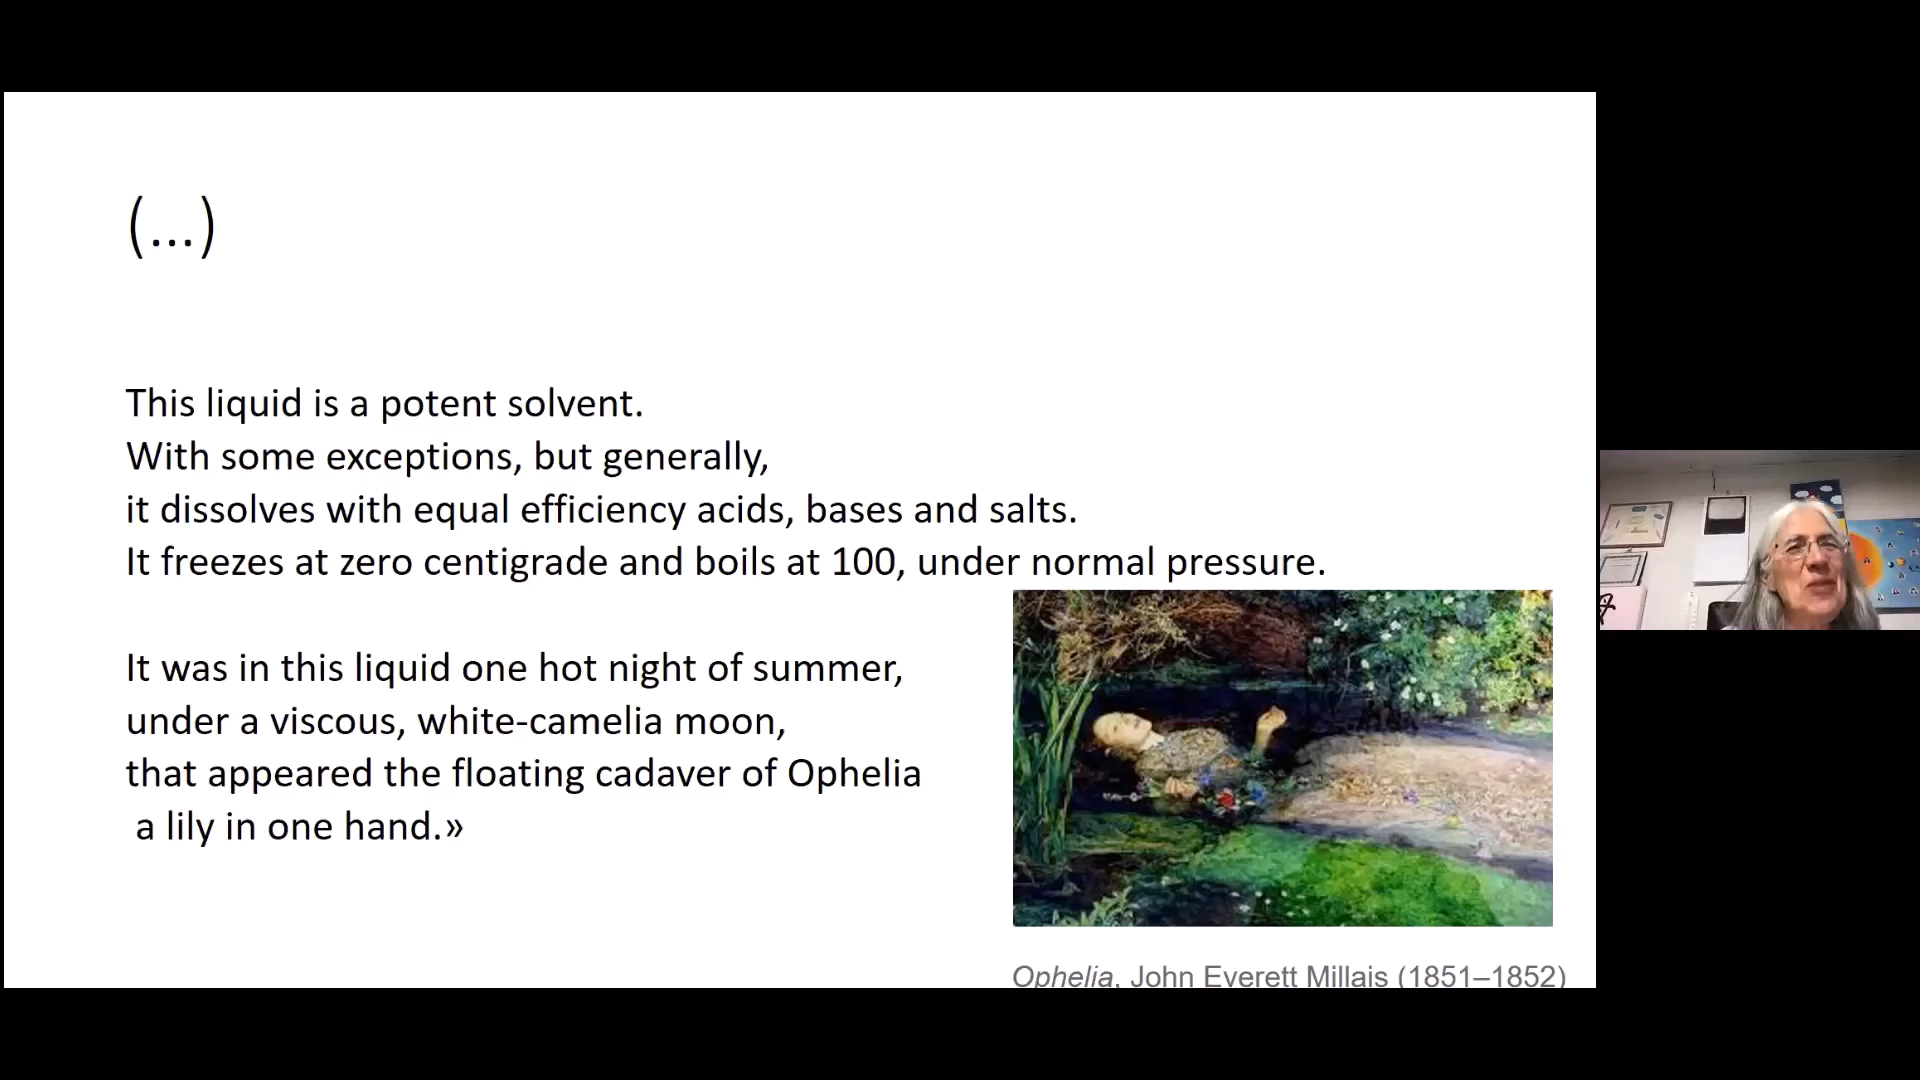 (...)
This liquid is a potent solvent.
With some exceptions, but generally,
it dissolves with equal efficiency acids, bases and salts.
It freezes at zero centigrade and boils at 100, under normal pressure.
It was in this liquid one hot night of summer,
under a viscous, white-camelia moon,
that appeared the floating cadaver of Ophelia
a lily in one hand.»
Ophelia, John Everett Millais (1851–1852)